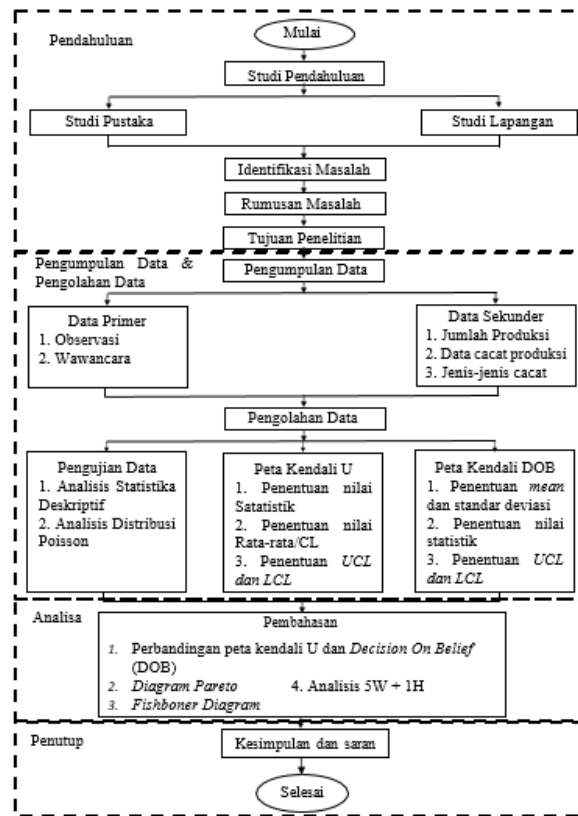 Pendahuluan
Mulai
Studi Pendahuluan
Studi Pustaka
Studi Lapangan
Identifikasi Masalah
Rumusan Masalah
Tujuan Penelitian
Pengumpulan Data &
Pengolahan Data
Pengumpulan Data
Data Primer
1. Observasi
2. Wawancara
Data Sekunder
1. Jumlah Produksi
2. Data cacat produksi
3. Jenis-jenis cacat
Pengolahan Data
Pengujian Data
1. Analisis Statistika
Deskriptif
2. Analisis Distribusi
Poisson
Peta Kendali U
1. Penentuan nilai
Satatistik
2. Penentuan nilai
Rata-rata/CL
3. Penentuan UCL
dan LCL
Peta Kendali DOB
1. Penentuan mean
dan standar deviasi
2. Penentuan nilai
statistik
3. Penentuan UCL
dan LCL
Analisa
Pembahasan
1. Perbandingan peta kendali U dan Decision On Belief
(DOB)
2. Diagram Pareto 4. Analisis 5W + 1H
3. Fishboner Diagram
Penutup
Kesimpulan dan saran
Selesai